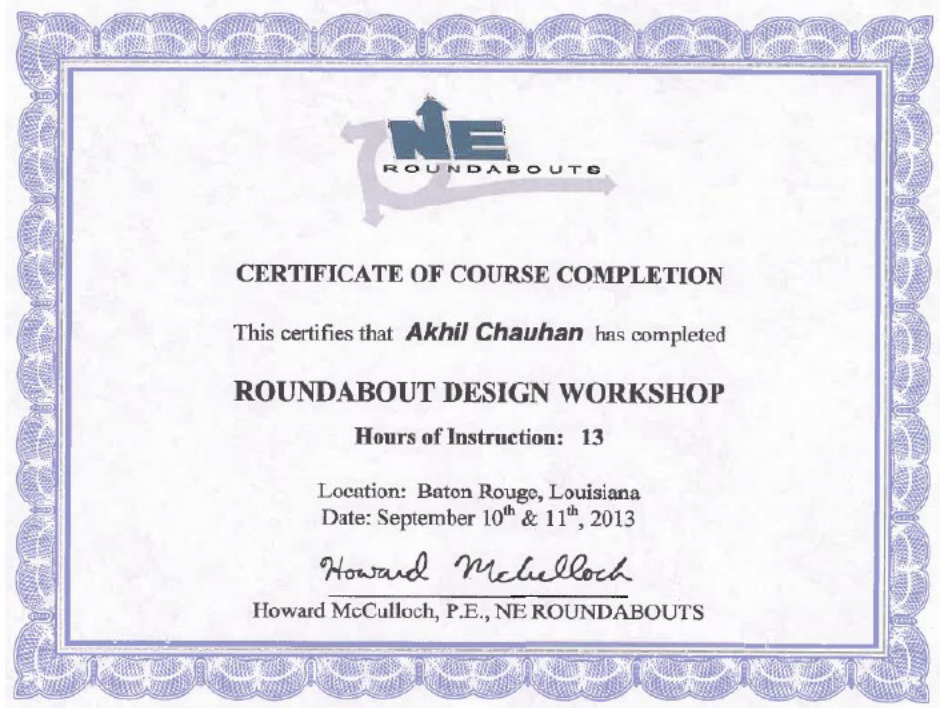 NE
ROUNDABOUTS
CERTIFICATE OF COURSE COMPLETION
This certifies that Akhil Chauhan has completed
ROUNDABOUT DESIGN WORKSHOP
Hours of Instruction: 13
Location: Baton Rouge, Louisiana
Date: September 10th & 11th, 2013
Howard McCulloch
Howard McCulloch, P.E., NE ROUNDABOUTS